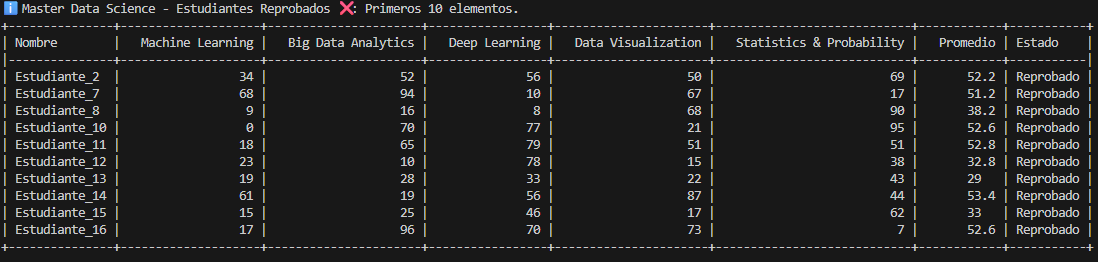 ℹ️ Master Data Science - Estudiantes Reprobados ❌: Primeros 10 elementos.
+---------------+--------------------+----------------------+-----------------+----------------------+----------------------------+------------+-----------+
| Nombre        |   Machine Learning |   Big Data Analytics |   Deep Learning |   Data Visualization |   Statistics & Probability |   Promedio | Estado    |
|---------------+--------------------+----------------------+-----------------+----------------------+----------------------------+------------+-----------|
| Estudiante_2  |                 34 |                   52 |              56 |                   50 |                         69 |       52.2 | Reprobado |
| Estudiante_7  |                 68 |                   94 |              10 |                   67 |                         17 |       51.2 | Reprobado |
| Estudiante_8  |                  9 |                   16 |               8 |                   68 |                         90 |       38.2 | Reprobado |
| Estudiante_10 |                  0 |                   70 |              77 |                   21 |                         95 |       52.6 | Reprobado |
| Estudiante_11 |                 18 |                   65 |              79 |                   51 |                         51 |       52.8 | Reprobado |
| Estudiante_12 |                 23 |                   10 |              78 |                   15 |                         38 |       32.8 | Reprobado |
| Estudiante_13 |                 19 |                   28 |              33 |                   22 |                         43 |       29   | Reprobado |
| Estudiante_14 |                 61 |                   19 |              56 |                   87 |                         44 |       53.4 | Reprobado |
| Estudiante_15 |                 15 |                   25 |              46 |                   17 |                         62 |       33   | Reprobado |
| Estudiante_16 |                 17 |                   96 |              70 |                   73 |                          7 |       52.6 | Reprobado |
+---------------+--------------------+----------------------+-----------------+----------------------+----------------------------+------------+-----------+